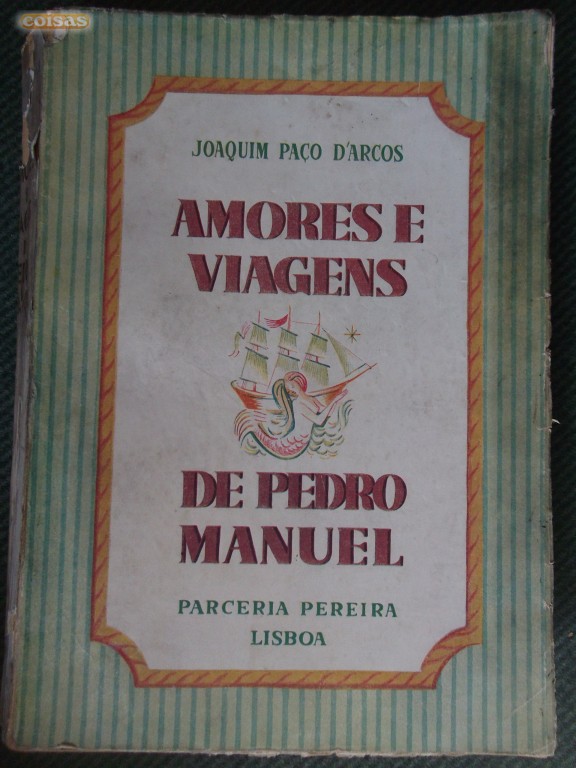 coisas
JOAQUIM PAÇO D'ARCOS
AMORES E
VIAGENS
DE PEDRO
MANUEL
PARCERIA PEREIRA
LISBOA